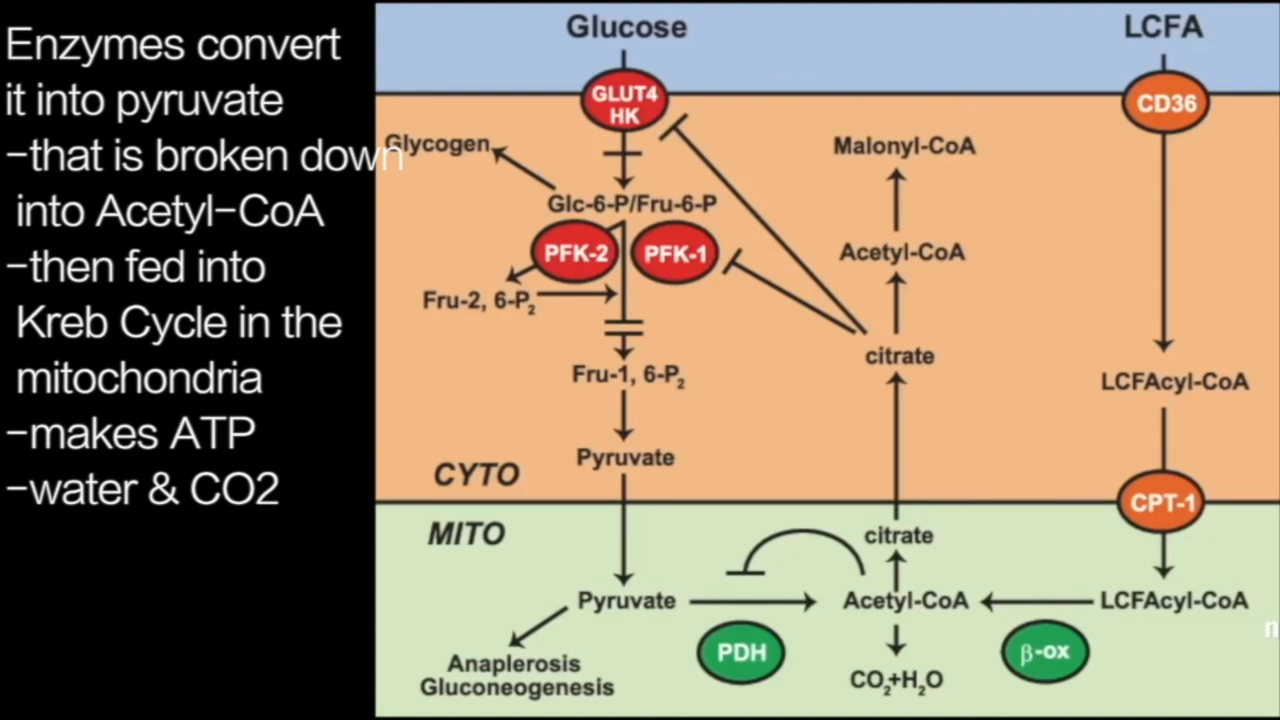 Enzymes convert
it into pyruvate
-that is broken down
into Acetyl-CoA
-then fed into
Kreb Cycle in the
mitochondria
-makes ATP
-water & CO2
Glucose
LCFA
GLUT4
HK
CD36
Glycogen
Malonyl-CoA
Glc-6-P/Fru-6-P
PFK-2
PFK-1
Acetyl-CoA
Fru-2, 6-P₂
citrate
Fru-1, 6-P₂
LCFAcyl-CoA
Pyruvate
CYTO
CPT-1
MITO
citrate
Pyruvate
Acetyl-CoA
LCFAcyl-CoA
PDH
β-ox
Anaplerosis
Gluconeogenesis
CO₂+H₂O